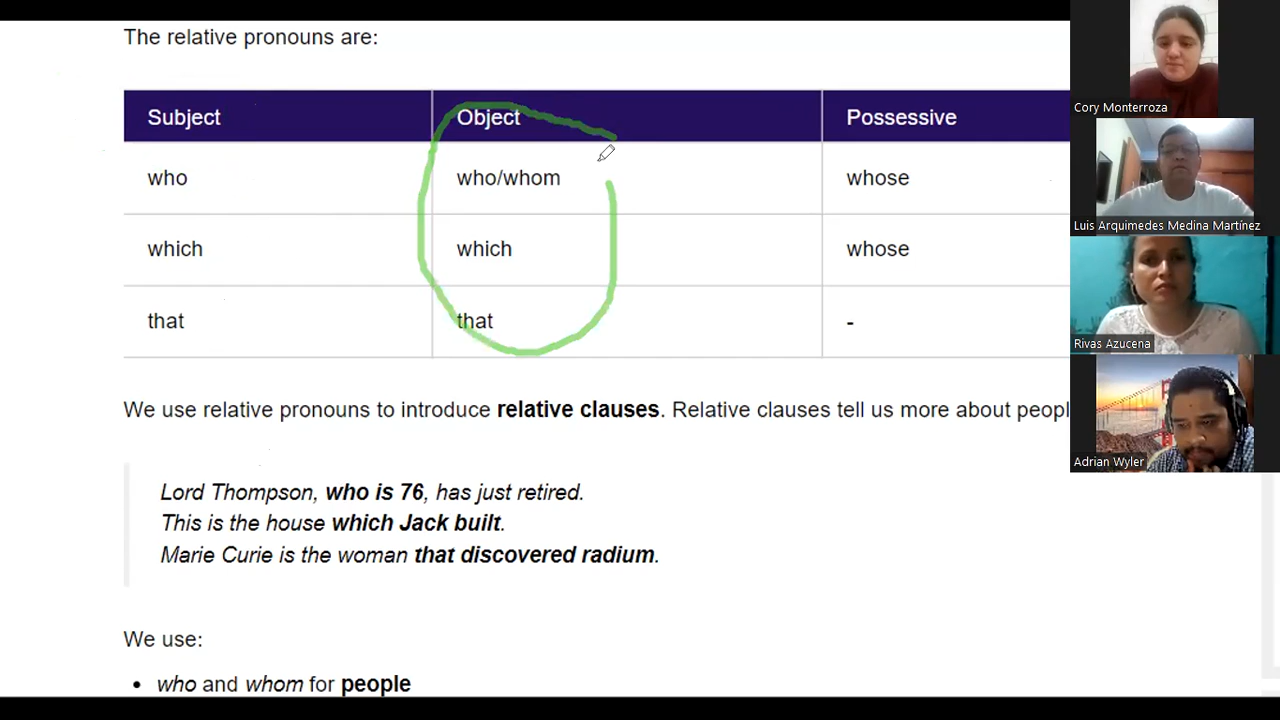 The relative pronouns are:
Subject Object Possessive
who who/whom whose
which which whose
that that -
We use relative pronouns to introduce relative clauses. Relative clauses tell us more about peopl
Lord Thompson, who is 76, has just retired.
This is the house which Jack built.
Marie Curie is the woman that discovered radium.
We use:
• who and whom for people
Cory Monterroza
Luis Arquimedes Medina Martínez
Rivas Azucena
Adrian Wyler